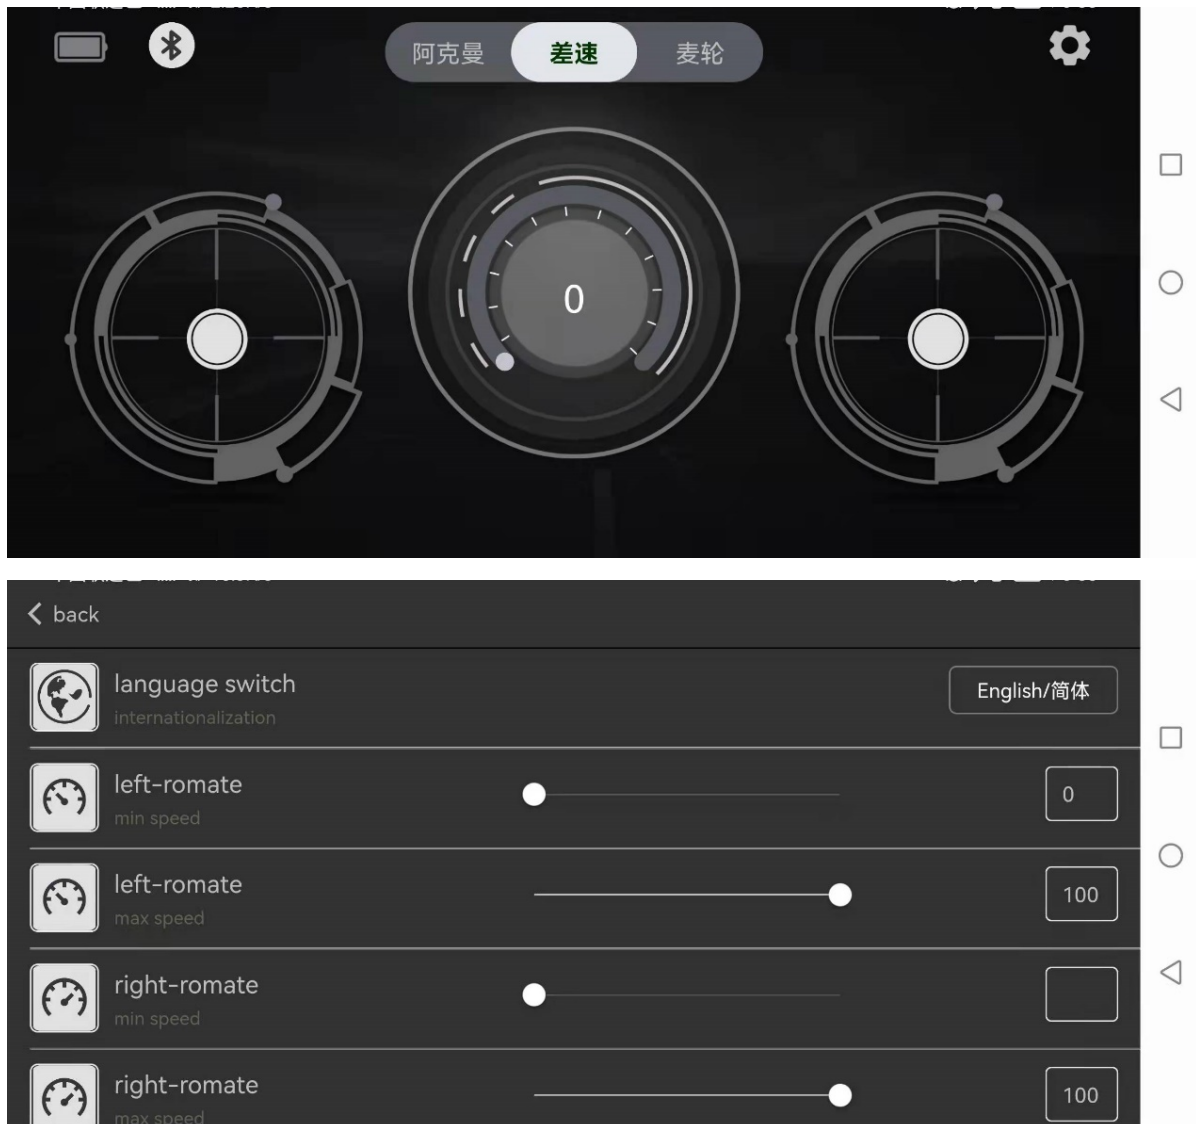 阿克曼 差速 麦轮
0
back
language switch
internationalization
English/简体
left-romate
min speed
0
left-romate
max speed
100
right-romate
min speed
right-romate
max speed
100